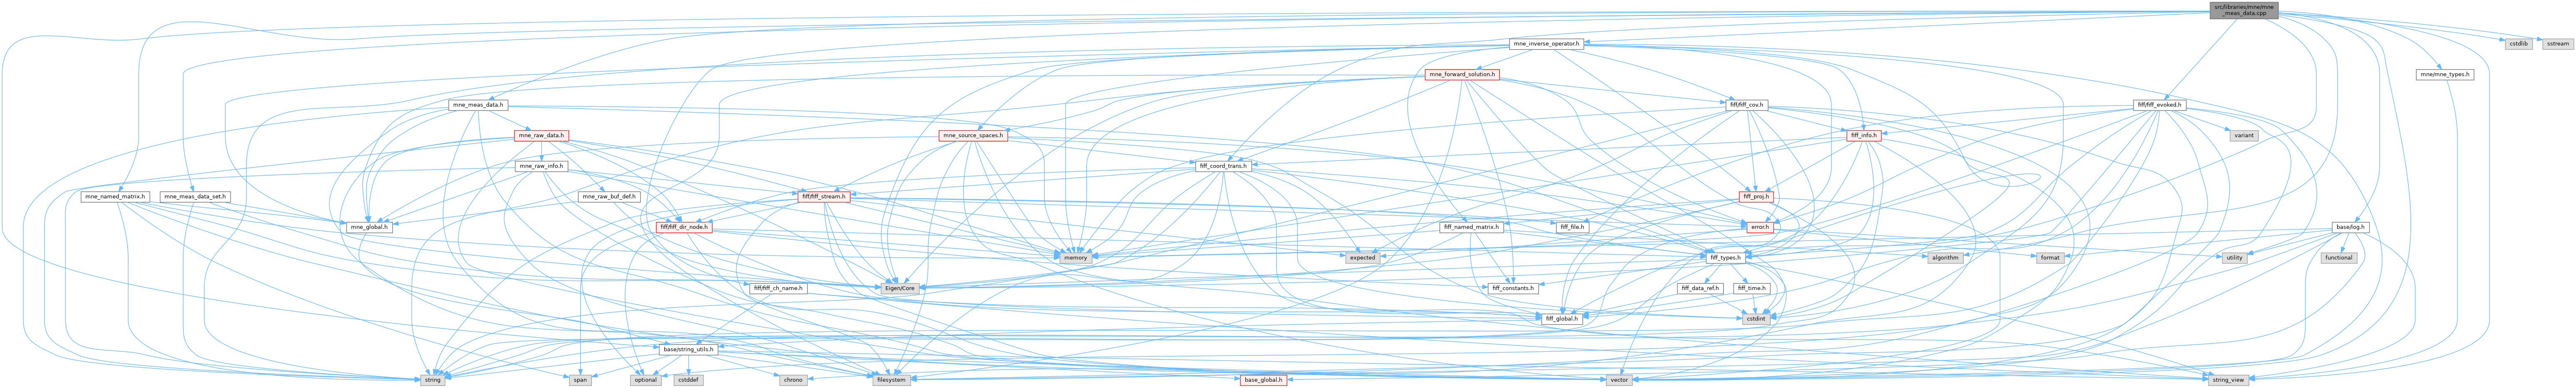 src/libraries/mne/mne
_meas_data.cpp
mne_inverse_operator.h
cstdlib
sstream
mne_forward_solution.h
mne/mne_types.h
mne_meas_data.h
fiff/fiff_cov.h
fiff/fiff_evoked.h
mne_raw_data.h
mne_source_spaces.h
fiff_info.h
variant
mne_raw_info.h
fiff_coord_trans.h
mne_named_matrix.h
mne_meas_data_set.h
mne_raw_buf_def.h
fiff/fiff_stream.h
fiff_proj.h
mne_global.h
fiff/fiff_dir_node.h
fiff_file.h
fiff_named_matrix.h
error.h
base/log.h
memory
expected
fiff_types.h
algorithm
format
utility
functional
Eigen/Core
fiff/fiff_ch_name.h
fiff_constants.h
fiff_data_ref.h
fiff_time.h
fiff_global.h
cstdint
base/string_utils.h
string
span
optional
cstddef
chrono
filesystem
base_global.h
vector
string_view